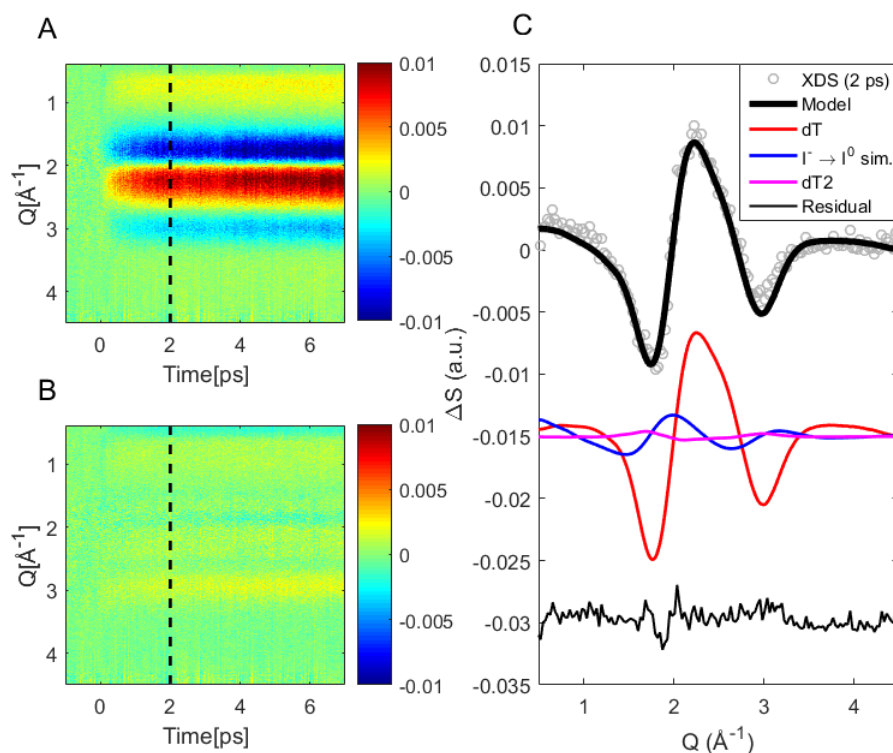 A
1
2
3
4
Q[Å⁻¹]
0
2
4
6
Time[ps]
0.01
0.005
0
-0.005
-0.01
B
1
2
3
4
Q[Å⁻¹]
0
2
4
6
Time[ps]
0.01
0.005
0
-0.005
-0.01
C
0.015
0.01
0.005
0
-0.005
-0.01
-0.015
-0.02
-0.025
-0.03
-0.035
ΔS (a.u.)
XDS (2 ps)
Model
dT
I⁻ → I⁰ sim.
dT2
Residual
1
2
3
4
Q (Å⁻¹)